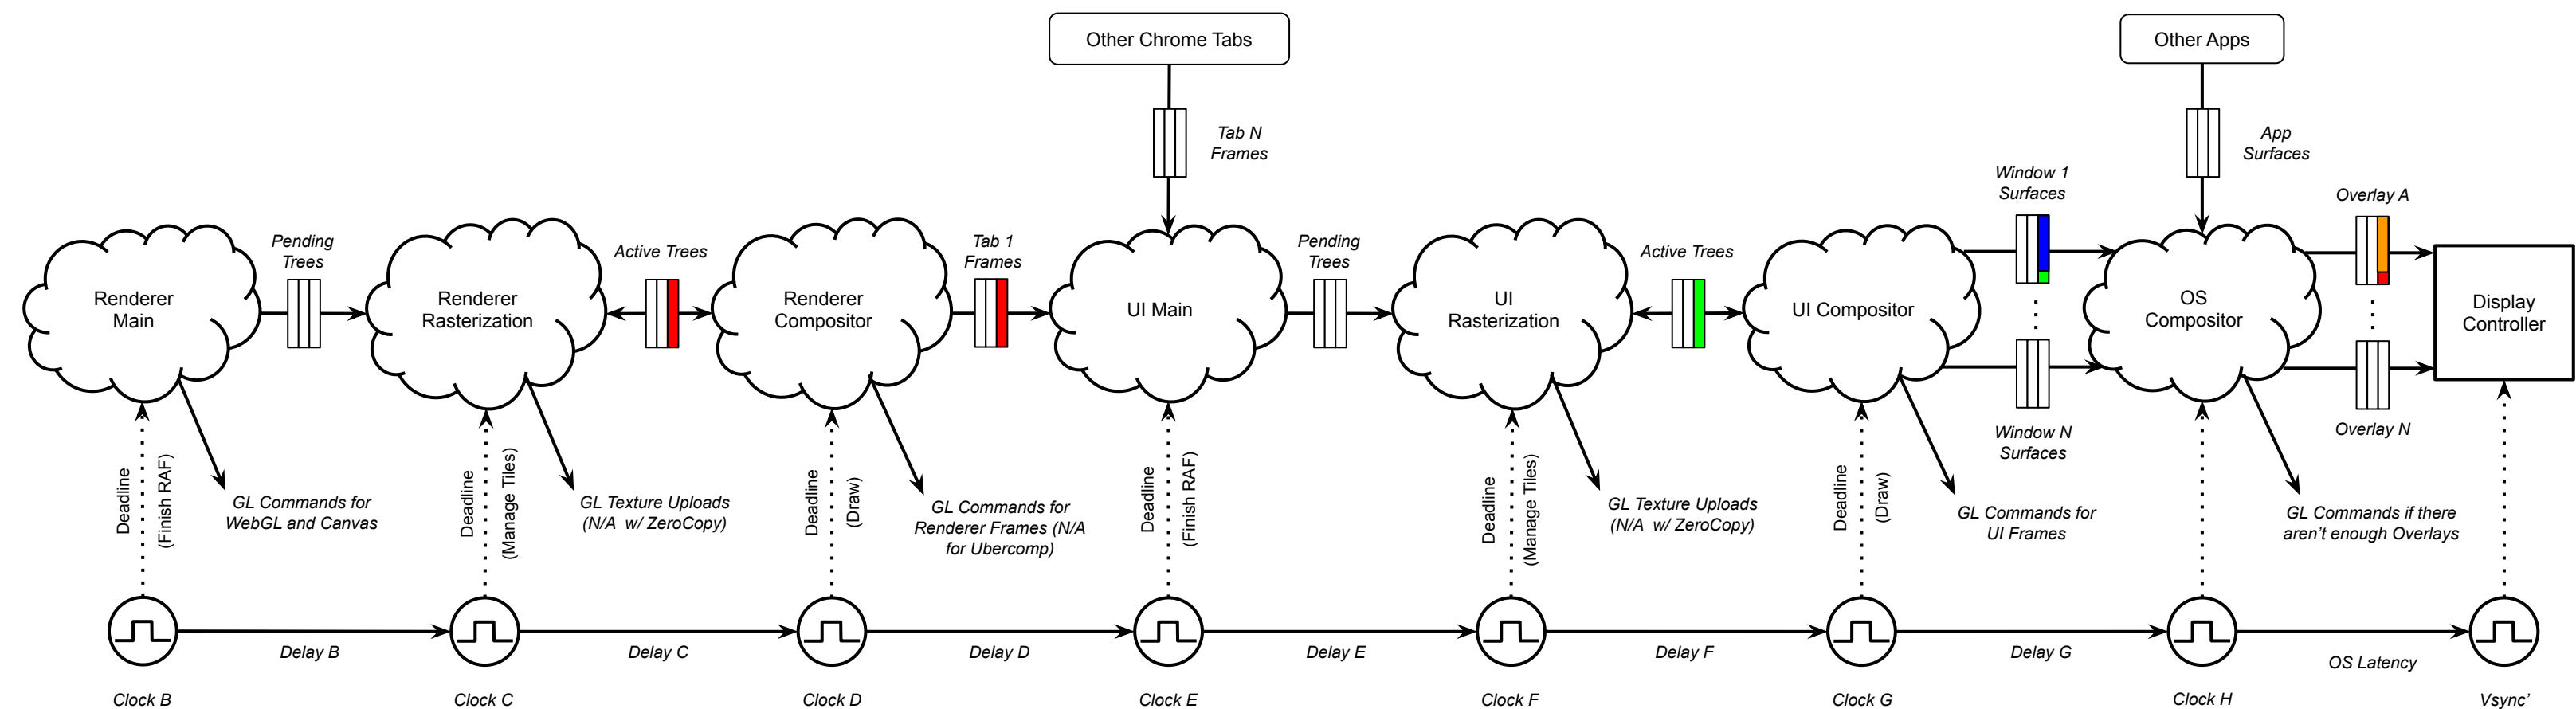 Other Chrome Tabs
Other Apps
Tab N
Frames
App
Surfaces
Window 1
Surfaces
Overlay A
Pending
Trees
Active Trees
Tab 1
Frames
Pending
Trees
Active Trees
Renderer
Main
Renderer
Rasterization
Renderer
Compositor
UI Main
UI
Rasterization
UI Compositor
OS
Compositor
Display
Controller
Window N
Surfaces
Overlay N
Deadline
(Finish RAF)
GL Commands for
WebGL and Canvas
Deadline
(Manage Tiles)
GL Texture Uploads
(N/A w/ ZeroCopy)
Deadline
(Draw)
GL Commands for
Renderer Frames (N/A
for Ubercomp)
Deadline
(Finish RAF)
Deadline
(Manage Tiles)
GL Texture Uploads
(N/A w/ ZeroCopy)
Deadline
(Draw)
GL Commands for
UI Frames
GL Commands if there
aren't enough Overlays
Delay B
Delay C
Delay D
Delay E
Delay F
Delay G
OS Latency
Clock B
Clock C
Clock D
Clock E
Clock F
Clock G
Clock H
Vsync'